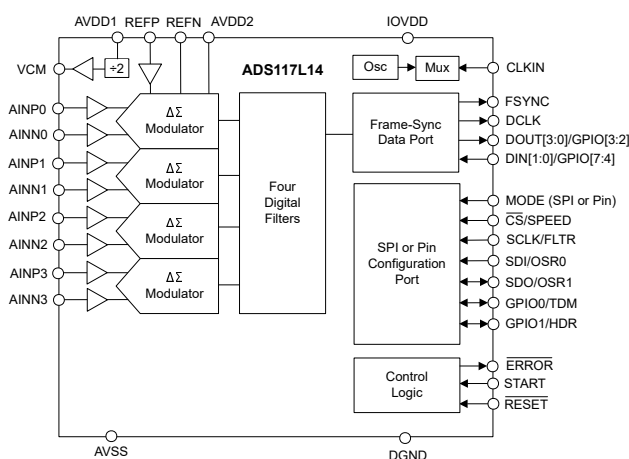 AVDD1 REFP REFN AVDD2 IOVDD
VCM
÷2
ADS117L14
Osc
Mux
CLKIN
AINP0
AINN0
AINP1
AINN1
AINP2
AINN2
AINP3
AINN3
ΔΣ
Modulator
ΔΣ
Modulator
ΔΣ
Modulator
ΔΣ
Modulator
Four
Digital
Filters
Frame-Sync
Data Port
FSYNC
DCLK
DOUT[3:0]/GPIO[3:2]
DIN[1:0]/GPIO[7:4]
SPI or Pin
Configuration
Port
MODE (SPI or Pin)
CS/SPEED
SCLK/FLTR
SDI/OSR0
SDO/OSR1
GPIO0/TDM
GPIO1/HDR
Control
Logic
ERROR
START
RESET
AVSS
DGND